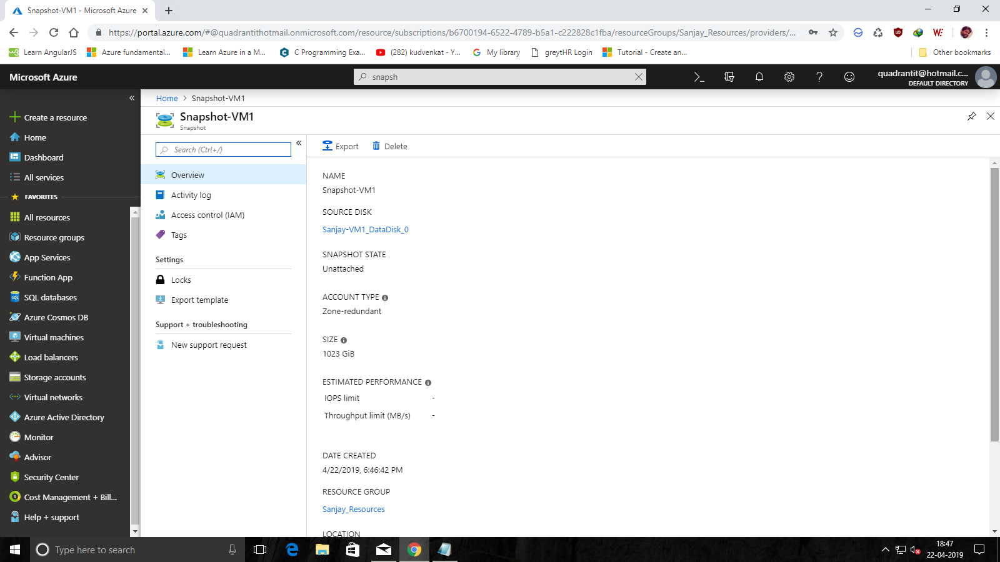 Snapshot-VM1 - Microsoft Azure
https://portal.azure.com/#@quadrantithotmail.onmicrosoft.com/resource/subscriptions/b6700194-6522-4789-b5a1-c222828c1fba/resourceGroups/Sanjay_Resources/providers/...
Learn AngularJS
Azure fundamental...
Learn Azure in a M...
C Programming Exa...
(282) kudvenkat - Y...
My library
greytHR Login
Tutorial - Create an...
Other bookmarks
Microsoft Azure
snapsh
quadrantit@hotmail.c...
DEFAULT DIRECTORY
Create a resource
Home
Dashboard
All services
FAVORITES
All resources
Resource groups
App Services
Function App
SQL databases
Azure Cosmos DB
Virtual machines
Load balancers
Storage accounts
Virtual networks
Azure Active Directory
Monitor
Advisor
Security Center
Cost Management + Bill...
Help + support
Home > Snapshot-VM1
Snapshot-VM1
Snapshot
Search (Ctrl+/)
Overview
Activity log
Access control (IAM)
Tags
Settings
Locks
Export template
Support + troubleshooting
New support request
Export
Delete
NAME
Snapshot-VM1
SOURCE DISK
Sanjay-VM1_DataDisk_0
SNAPSHOT STATE
Unattached
ACCOUNT TYPE
Zone-redundant
SIZE
1023 GiB
ESTIMATED PERFORMANCE
IOPS limit -
Throughput limit (MB/s) -
DATE CREATED
4/22/2019, 6:46:42 PM
RESOURCE GROUP
Sanjay_Resources
LOCATION
Type here to search
18:47
22-04-2019